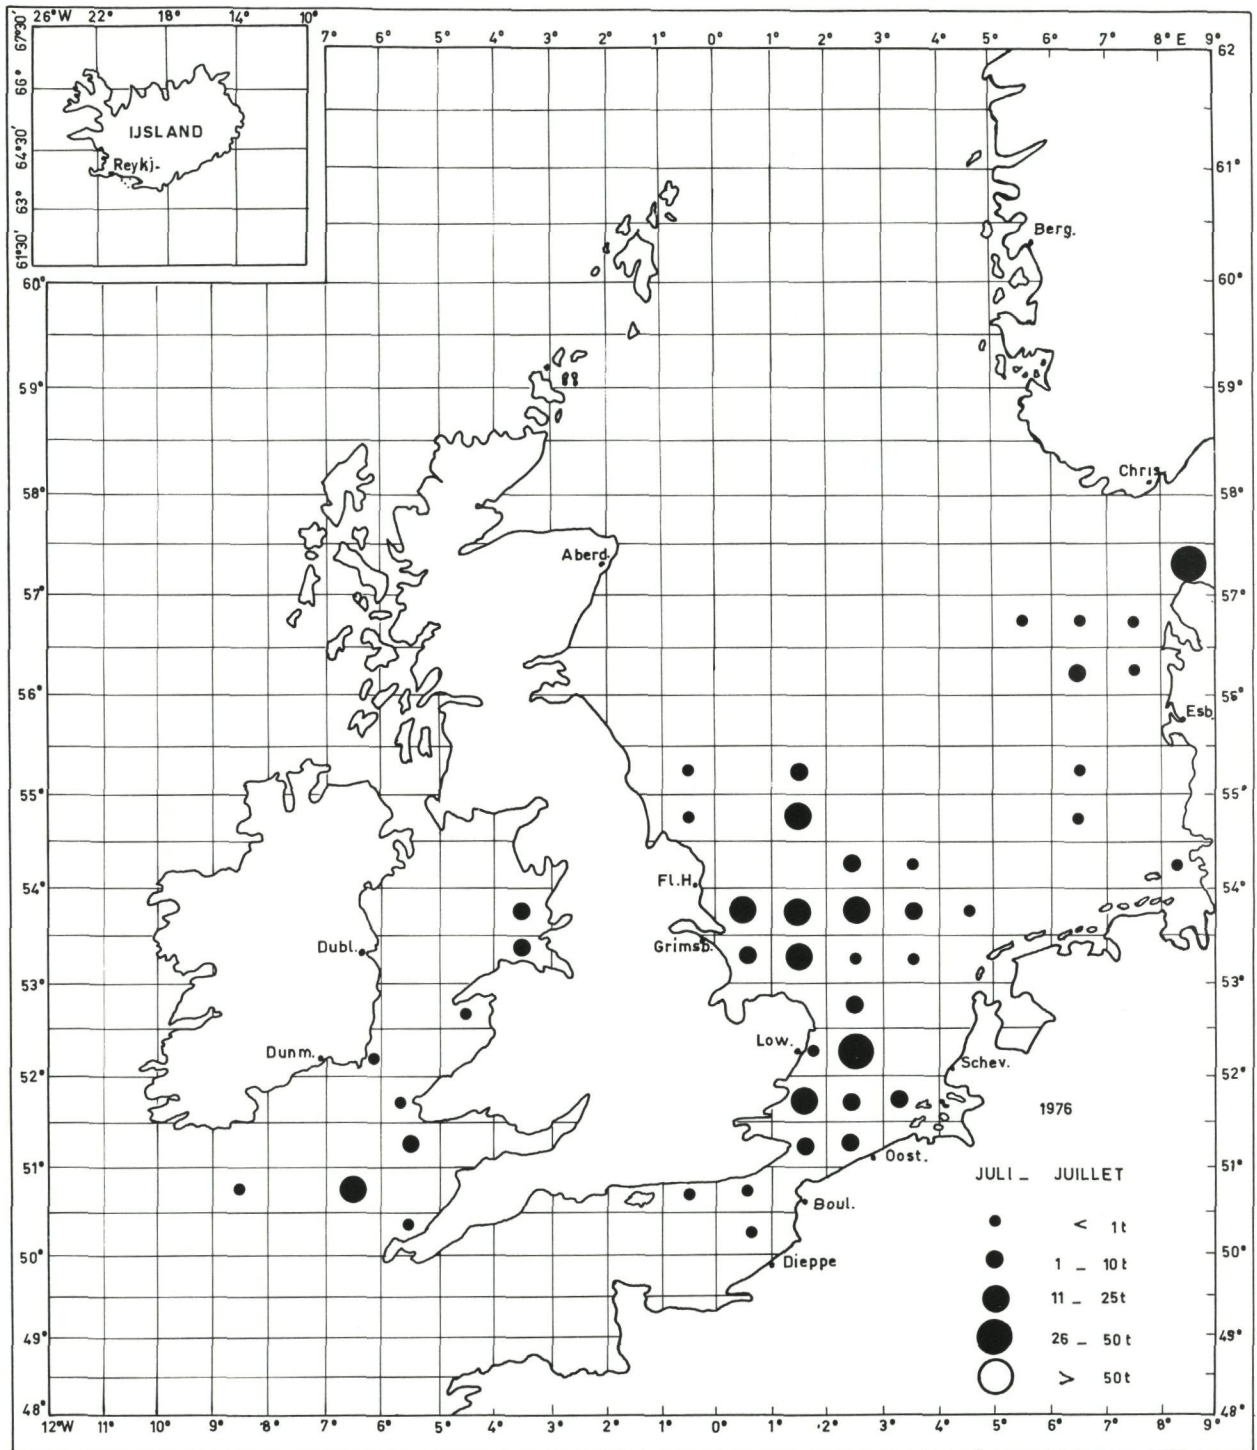 26°W 22° 18° 14° 10°
67°30' 66° 64°30' 63° 61°30'
IJSLAND
Reykj.
7° 6° 5° 4° 3° 2° 1° 0° 1° 2° 3° 4° 5° 6° 7° 8° E 9°
62
61°
Berg.
60° 60°
59° 59°
Chris
58° 58°
Aberd.
57° 57°
56° 56°
Esb
55° 55°
Fl.H.
54° 54°
Dubl.
Grimsb.
53° 53°
Dunm.
Low.
Schev.
52° 52°
1976
51° 51°
Oost.
JULI _ JUILLET
Boul.
< 1t
50° 50°
Dieppe
1 _ 10t
11 _ 25t
49° 49°
26 _ 50t
> 50t
48° 48°
12°W 11° 10° 9° 8° 7° 6° 5° 4° 3° 2° 1° 0° 1° 2° 3° 4° 5° 6° 7° 8° 9°